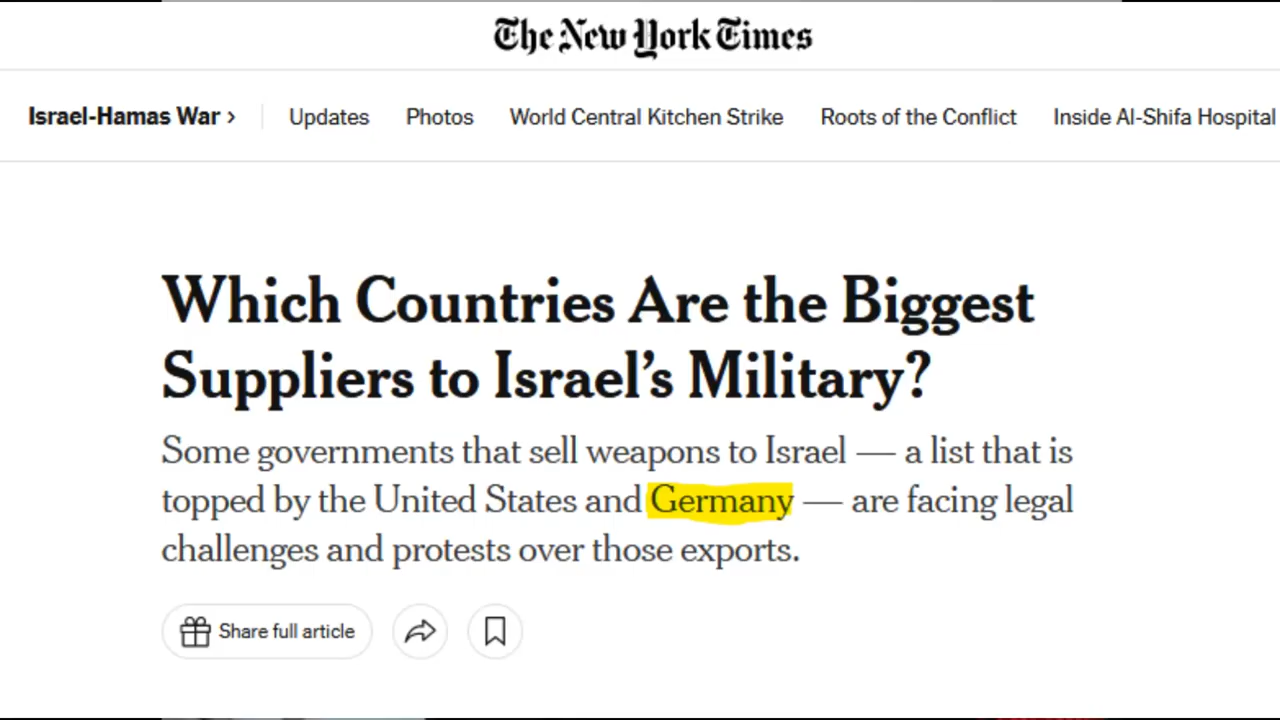 The New York Times
Israel-Hamas War › Updates Photos World Central Kitchen Strike Roots of the Conflict Inside Al-Shifa Hospital
Which Countries Are the Biggest
Suppliers to Israel’s Military?
Some governments that sell weapons to Israel — a list that is
topped by the United States and Germany — are facing legal
challenges and protests over those exports.
Share full article